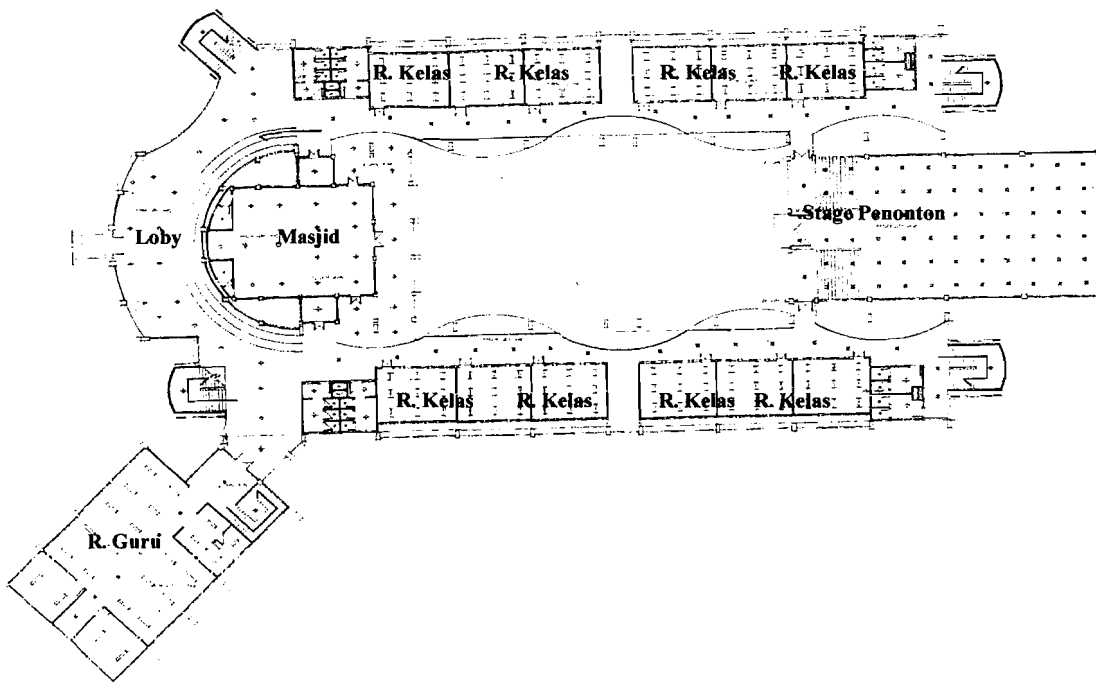 R. Kelas R. Kelas R. Kelas R. Kelas
Stage Penonton
Loby Masjid
R. Kelas R. Kelas R. Kelas R. Kelas
R. Guru